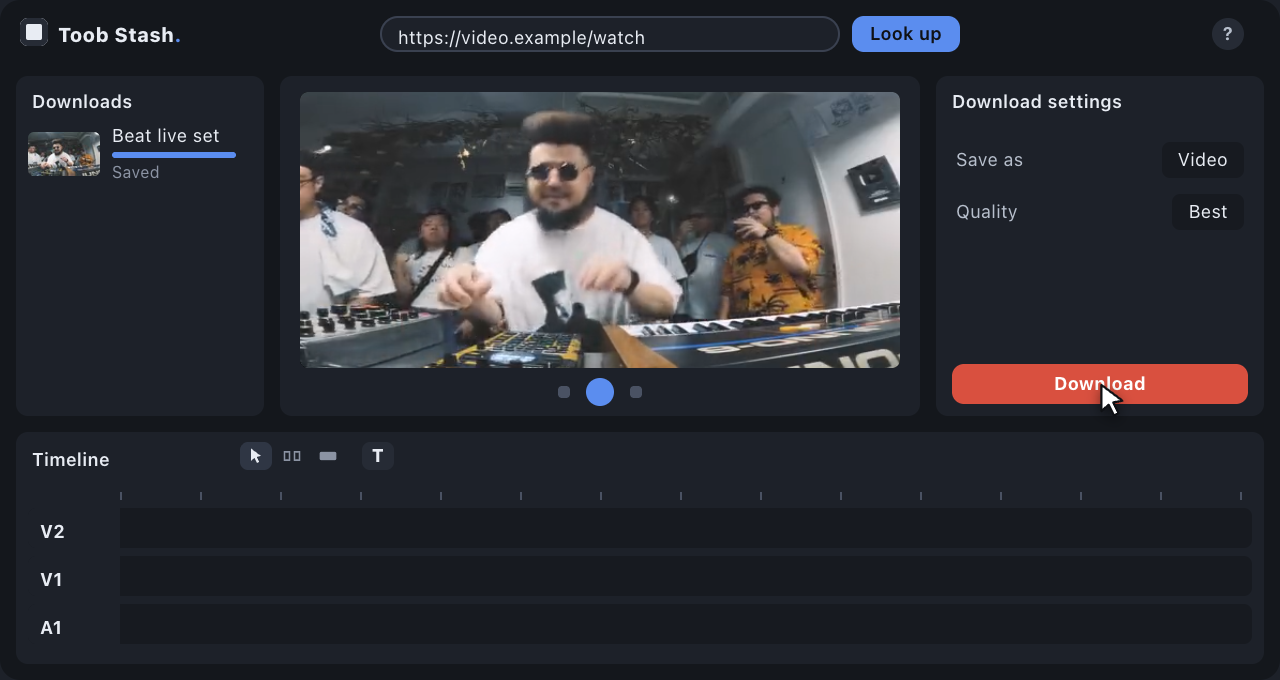 Toob Stash.
https://video.example/watch
Look up
?
Downloads
Beat live set
Saved
Download settings
Save as
Video
Quality
Best
Download
Timeline
T
V2
V1
A1